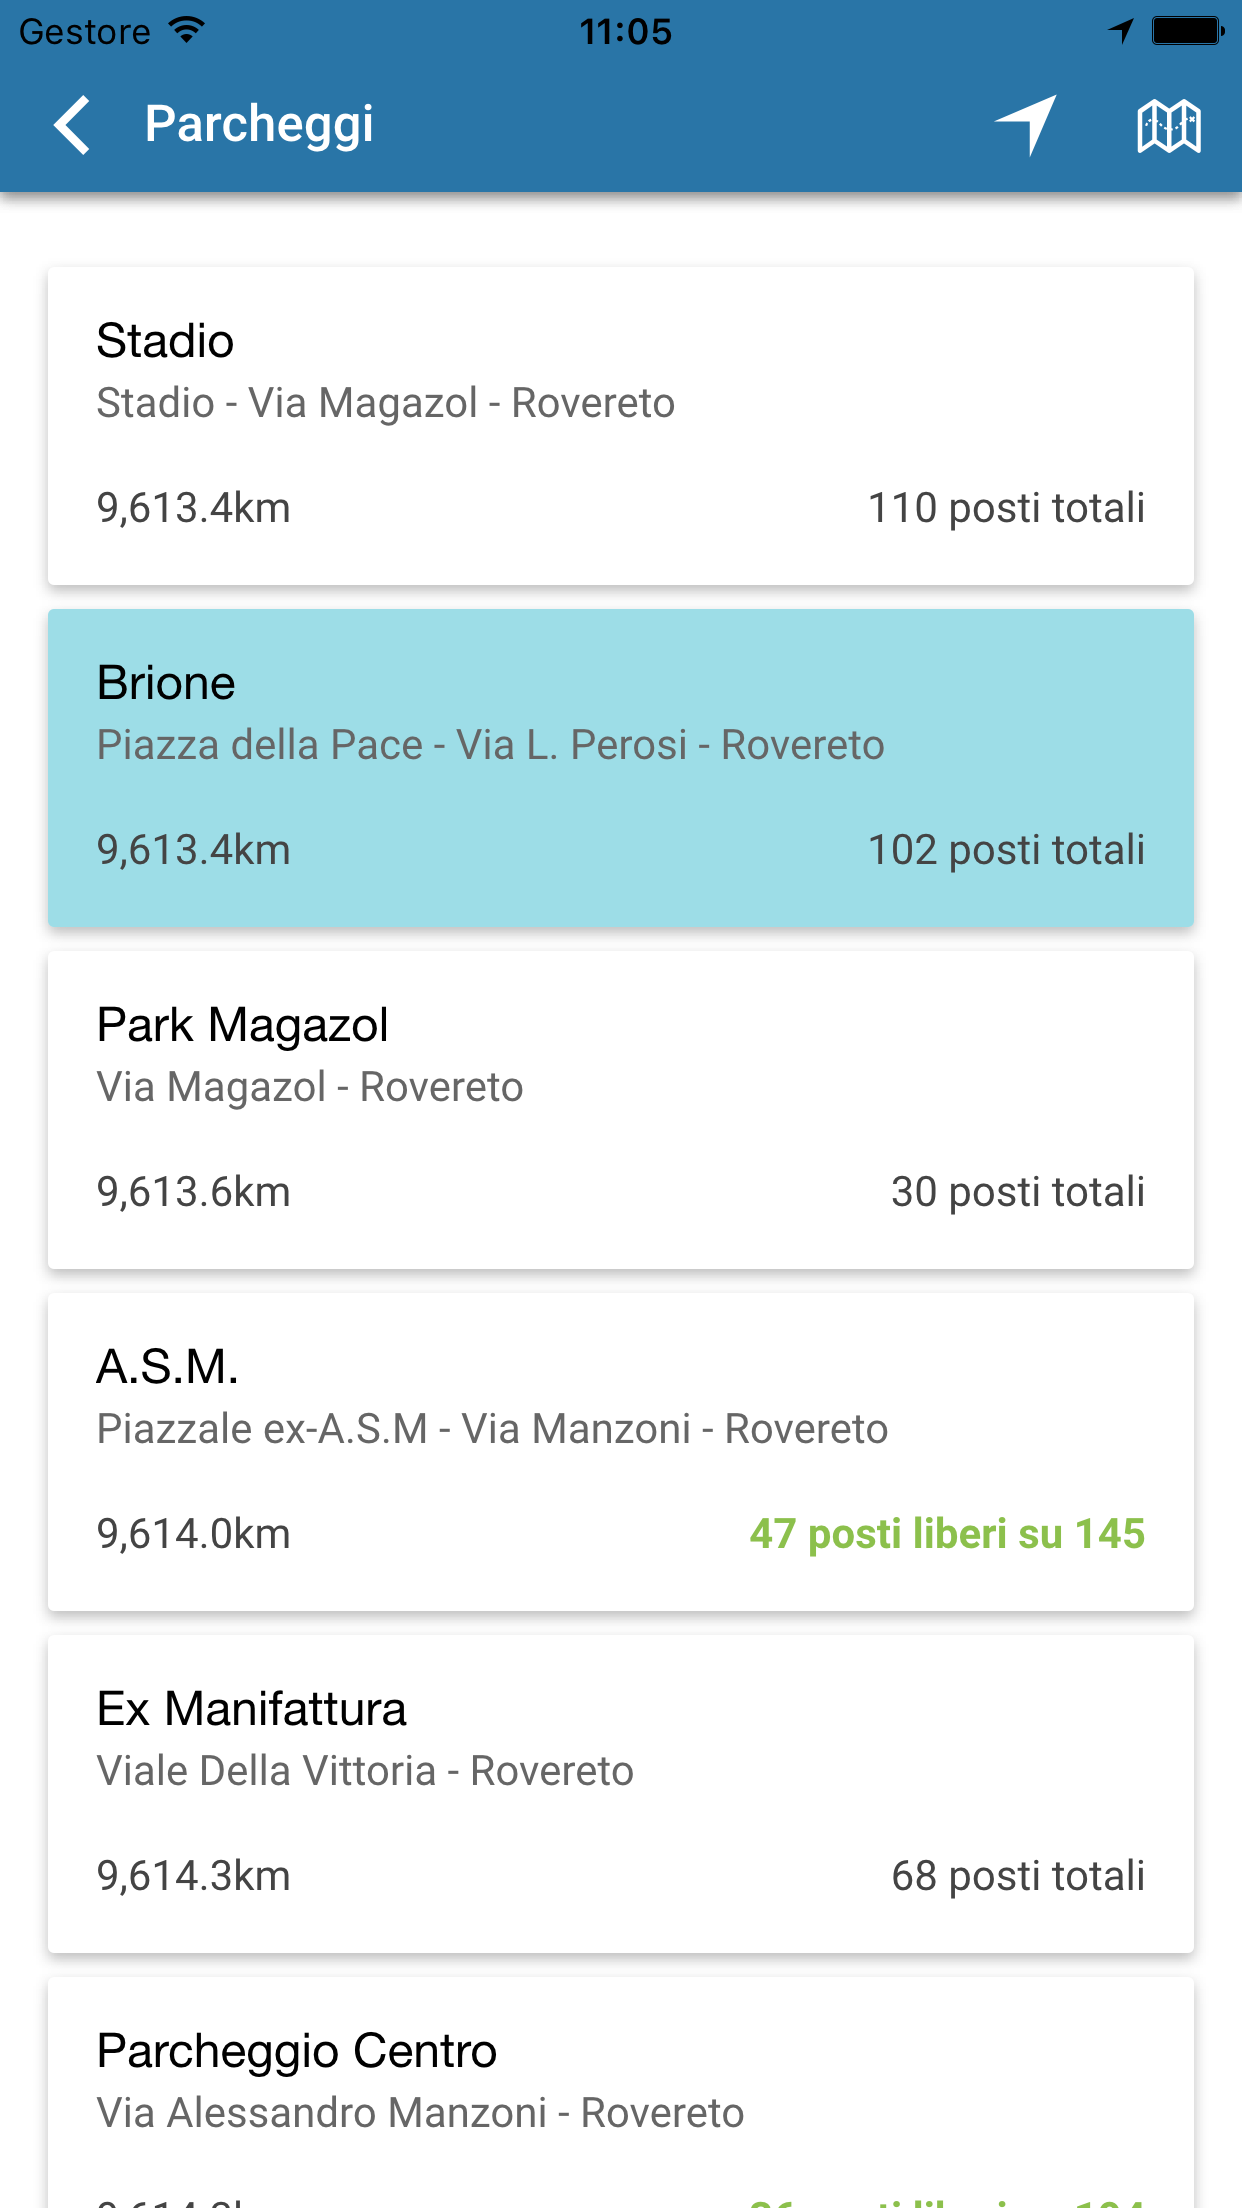 Gestore 11:05
Parcheggi
Stadio
Stadio - Via Magazol - Rovereto
9,613.4km 110 posti totali
Brione
Piazza della Pace - Via L. Perosi - Rovereto
9,613.4km 102 posti totali
Park Magazol
Via Magazol - Rovereto
9,613.6km 30 posti totali
A.S.M.
Piazzale ex-A.S.M - Via Manzoni - Rovereto
9,614.0km 47 posti liberi su 145
Ex Manifattura
Viale Della Vittoria - Rovereto
9,614.3km 68 posti totali
Parcheggio Centro
Via Alessandro Manzoni - Rovereto